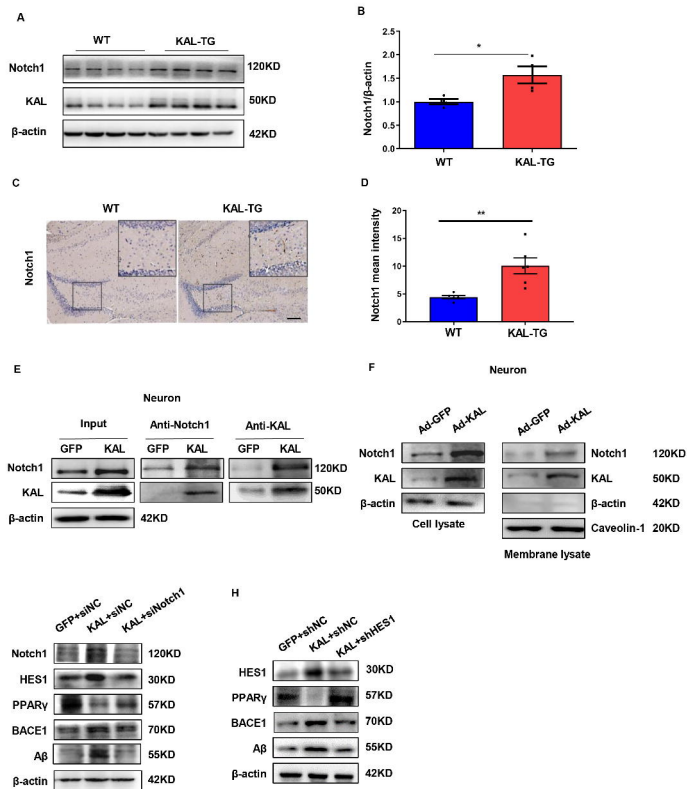 A
WT KAL-TG
Notch1 120KD
KAL 50KD
β-actin 42KD
B
Notch1/β-actin
2.5
2.0
1.5
1.0
0.5
0.0
*
WT KAL-TG
C
WT KAL-TG
Notch1
D
Notch1 mean intensity
20
15
10
5
0
**
WT KAL-TG
E
Neuron
Input Anti-Notch1 Anti-KAL
GFP KAL GFP KAL GFP KAL
Notch1 120KD
KAL 50KD
β-actin 42KD
F
Neuron
Ad-GFP Ad-KAL Ad-GFP Ad-KAL
Notch1 Notch1 120KD
KAL KAL 50KD
β-actin β-actin 42KD
Caveolin-1 20KD
Cell lysate
Membrane lysate
GFP+siNC KAL+siNC KAL+siNotch1
Notch1 120KD
HES1 30KD
PPARγ 57KD
BACE1 70KD
Aβ 55KD
β-actin 42KD
H
GFP+shNC KAL+shNC KAL+shHES1
HES1 30KD
PPARγ 57KD
BACE1 70KD
Aβ 55KD
β-actin 42KD